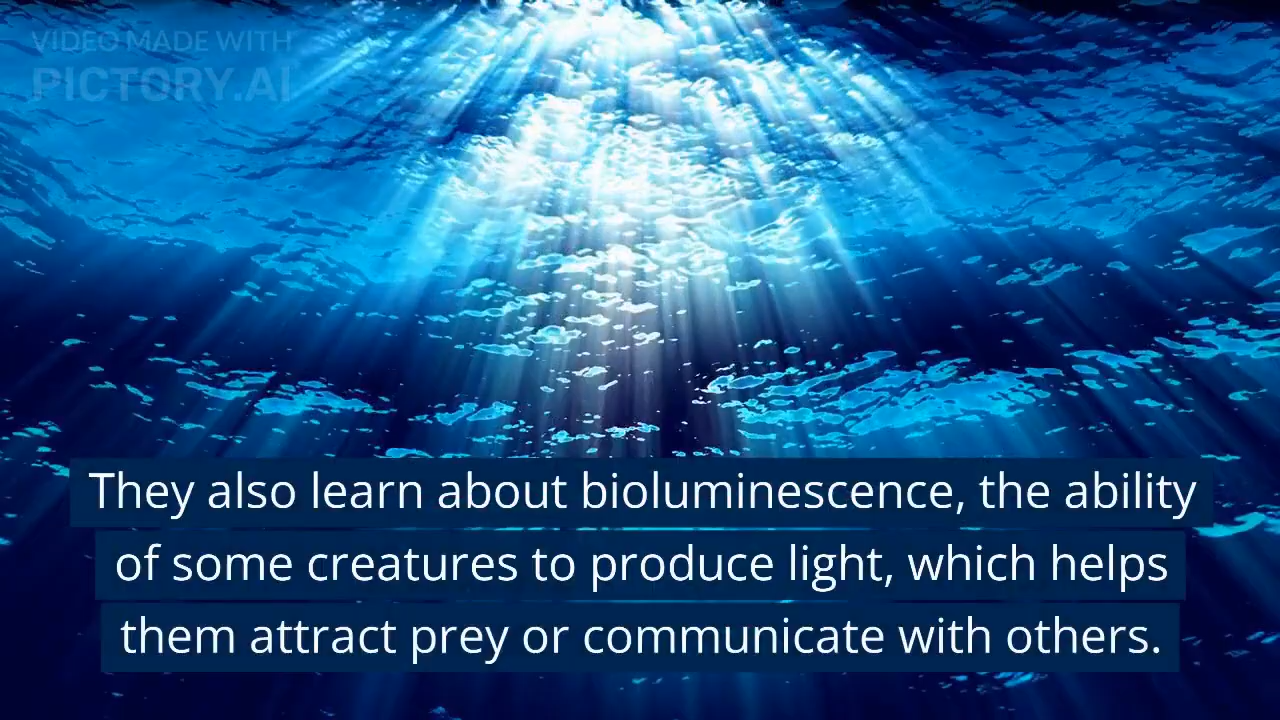 VIDEO MADE WITH
PICTORY.AI
They also learn about bioluminescence, the ability
of some creatures to produce light, which helps
them attract prey or communicate with others.